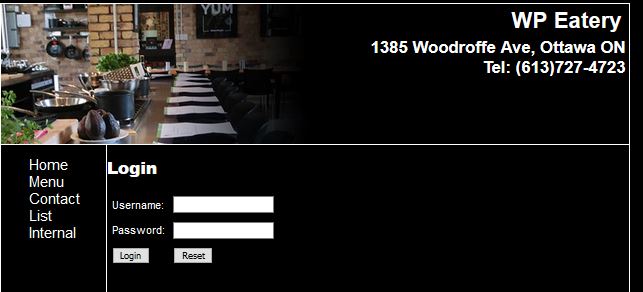 YUM
WP Eatery
1385 Woodroffe Ave, Ottawa ON
Tel: (613)727-4723
Home
Menu
Contact
List
Internal
Login
Username:
Password:
Login Reset